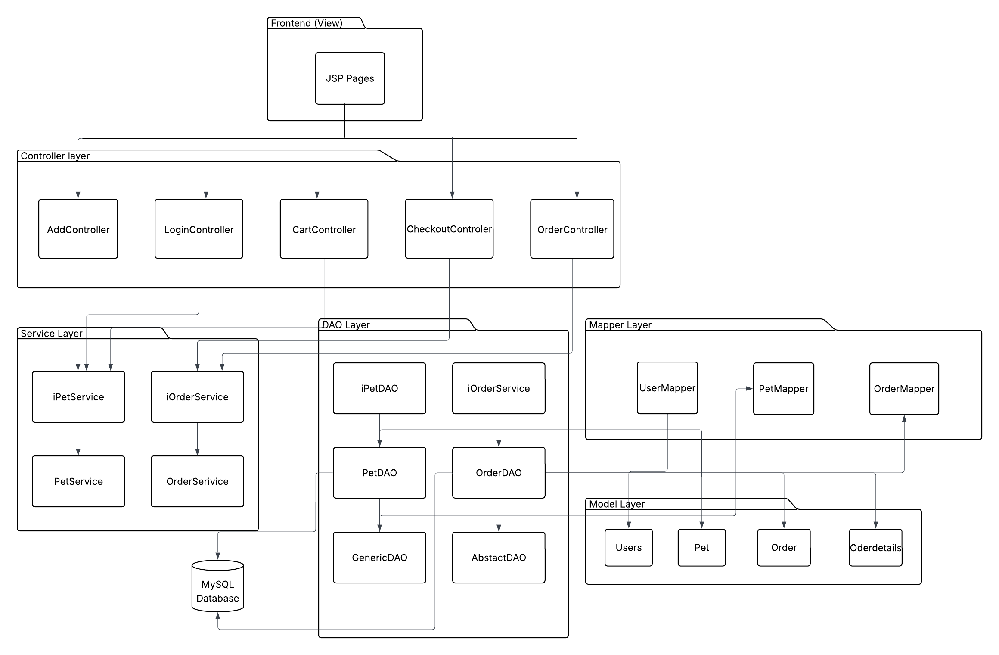 Frontend (View)
JSP Pages
Controller layer
AddController
LoginController
CartController
CheckoutControler
OrderController
Service Layer
iPetService
iOrderService
PetService
OrderSerivice
DAO Layer
iPetDAO
iOrderService
PetDAO
OrderDAO
GenericDAO
AbstactDAO
Mapper Layer
UserMapper
PetMapper
OrderMapper
Model Layer
Users
Pet
Order
Oderdetails
MySQL
Database